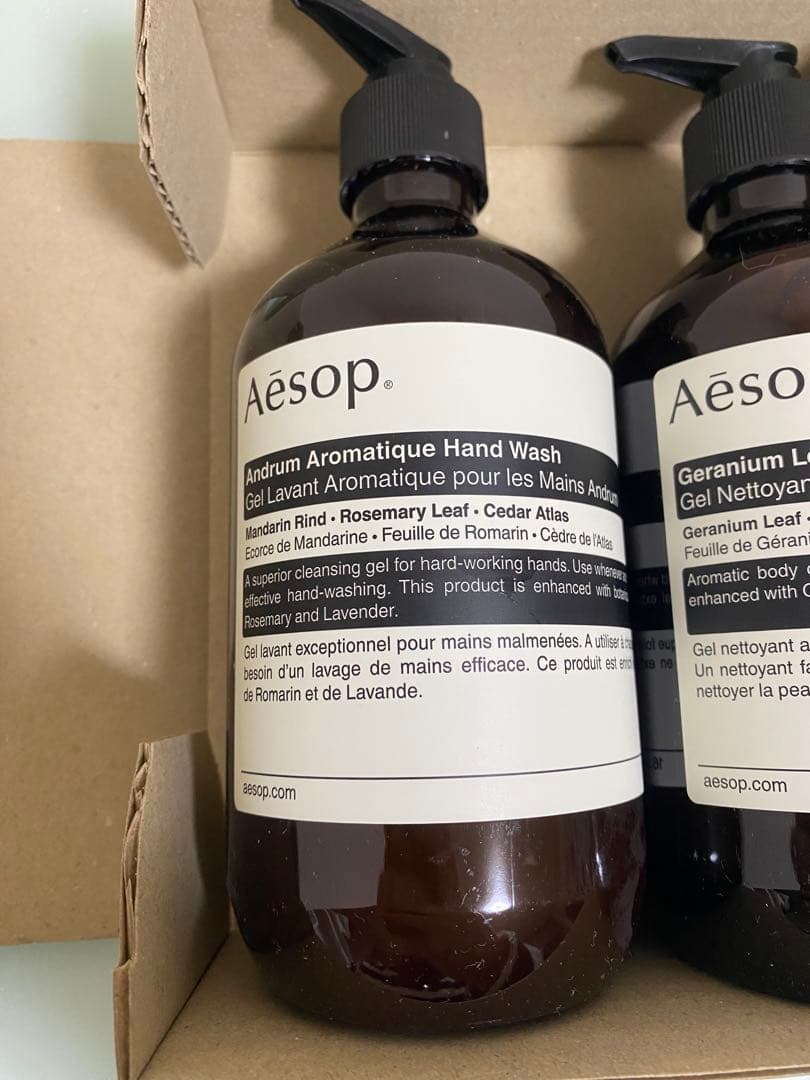 Aēsop®
Andrum Aromatique Hand Wash
Gel Lavant Aromatique pour les Mains Andrum
Mandarin Rind • Rosemary Leaf • Cedar Atlas
Ecorce de Mandarine • Feuille de Romarin • Cèdre de l'Atlas
A superior cleansing gel for hard-working hands. Use whenever
effective hand-washing. This product is enhanced with
Rosemary and Lavender.
Gel lavant exceptionnel pour mains malmenées. A utiliser à
besoin d'un lavage de mains efficace. Ce produit est
de Romarin et de Lavande.
aesop.com
Aēso
Geranium
Gel Nettoyan
Geranium Leaf •
Feuille de Gérani
Aromatic body
enhanced with
Gel nettoyant
Un nettoyant
nettoyer la pea
aesop.com